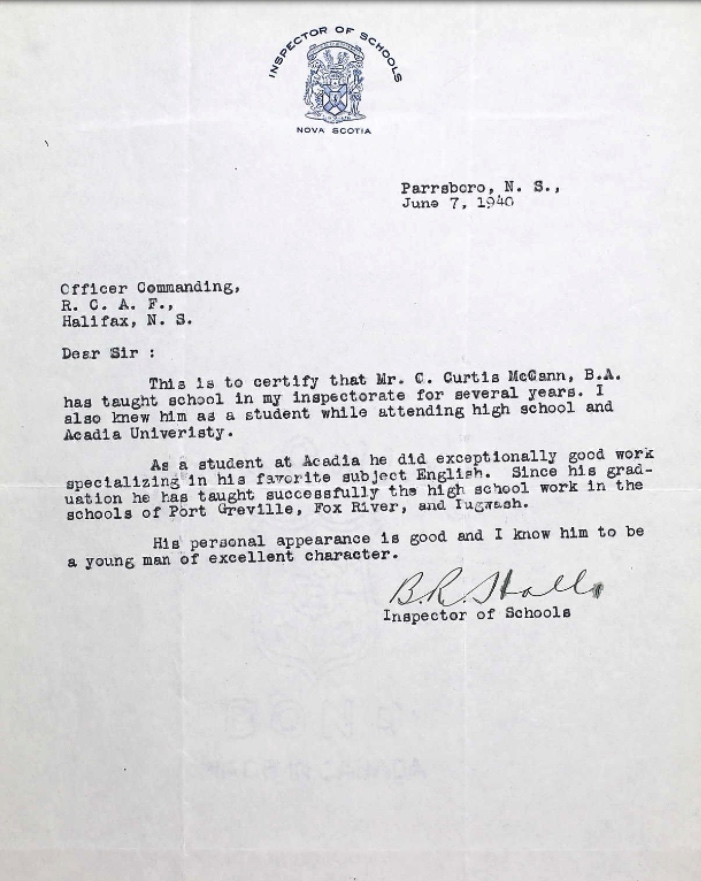 INSPECTOR OF SCHOOLS
NOVA SCOTIA
Parrsboro, N. S.,
June 7, 1940
Officer Commanding,
R. C. A. F.,
Halifax, N. S.
Dear Sir :
This is to certify that Mr. C. Curtis McCann, B.A.
has taught school in my inspectorate for several years. I
also knew him as a student while attending high school and
Acadia Univeristy.
As a student at Acadia he did exceptionally good work
specializing in his favorite subject English. Since his grad-
uation he has taught successfully the high school work in the
schools of Port Greville, Fox River, and Pugwash.
His personal appearance is good and I know him to be
a young man of excellent character.
B.R.
Inspector of Schools